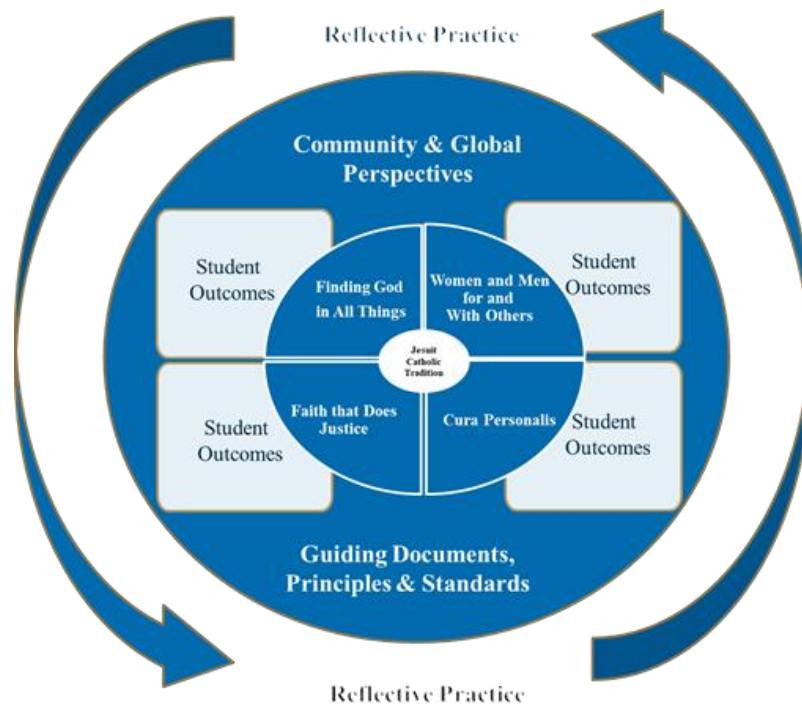 Reflective Practice
Community & Global
Perspectives
Student
Outcomes
Finding God
in All Things
Women and Men
for and
With Others
Student
Outcomes
Jesuit
Catholic
Tradition
Student
Outcomes
Faith that Does
Justice
Cura Personalis
Student
Outcomes
Guiding Documents,
Principles & Standards
Reflective Practice